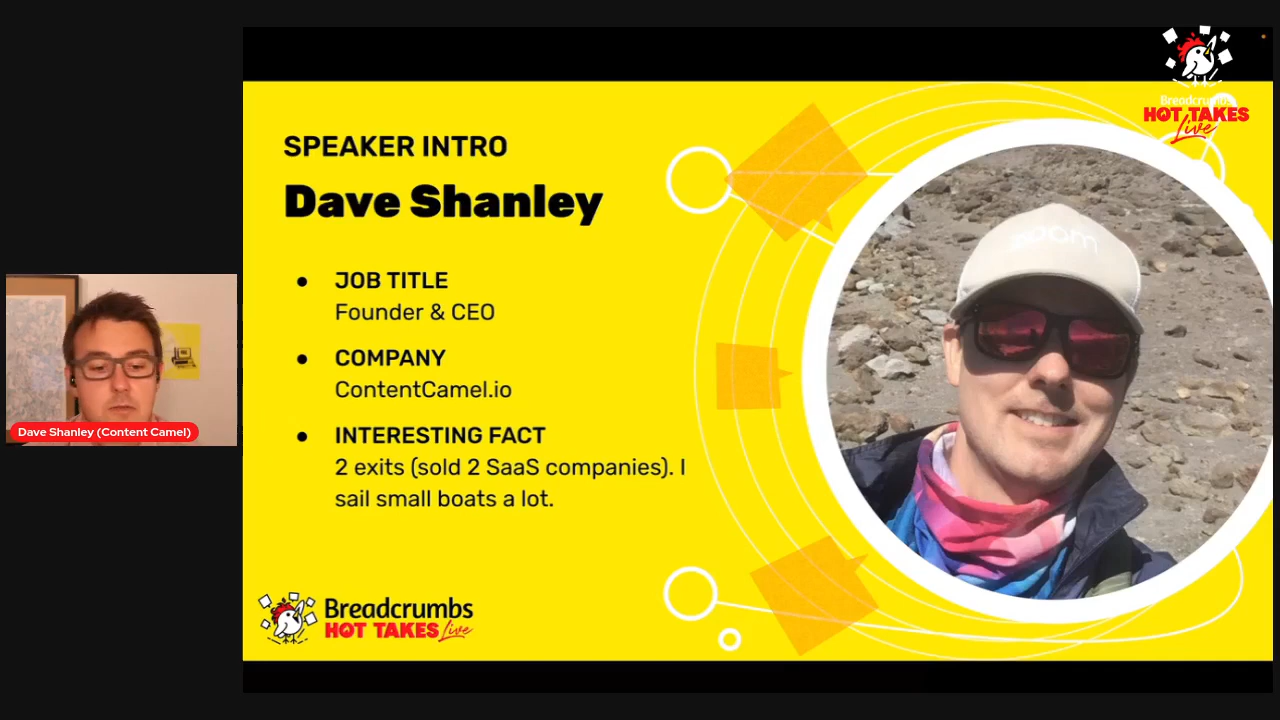 SPEAKER INTRO
Dave Shanley
● JOB TITLE
Founder & CEO
● COMPANY
ContentCamel.io
● INTERESTING FACT
2 exits (sold 2 SaaS companies). I
sail small boats a lot.
Breadcrumbs
HOT TAKES Live
Dave Shanley (Content Camel)
Breadcrumbs
HOT TAKES
Live
zoom